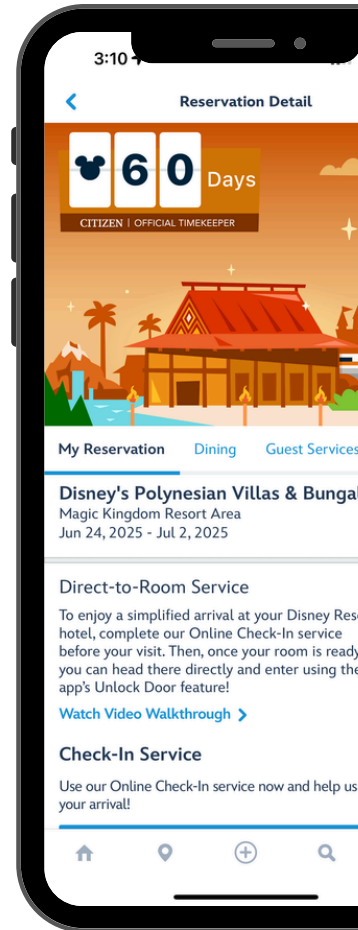 3:10
Reservation Detail
60 Days
CITIZEN | OFFICIAL TIMEKEEPER
My Reservation Dining Guest Services
Disney's Polynesian Villas & Bungal
Magic Kingdom Resort Area
Jun 24, 2025 - Jul 2, 2025
Direct-to-Room Service
To enjoy a simplified arrival at your Disney Reso
hotel, complete our Online Check-In service
before your visit. Then, once your room is ready
you can head there directly and enter using the
app's Unlock Door feature!
Watch Video Walkthrough
Check-In Service
Use our Online Check-In service now and help us
your arrival!